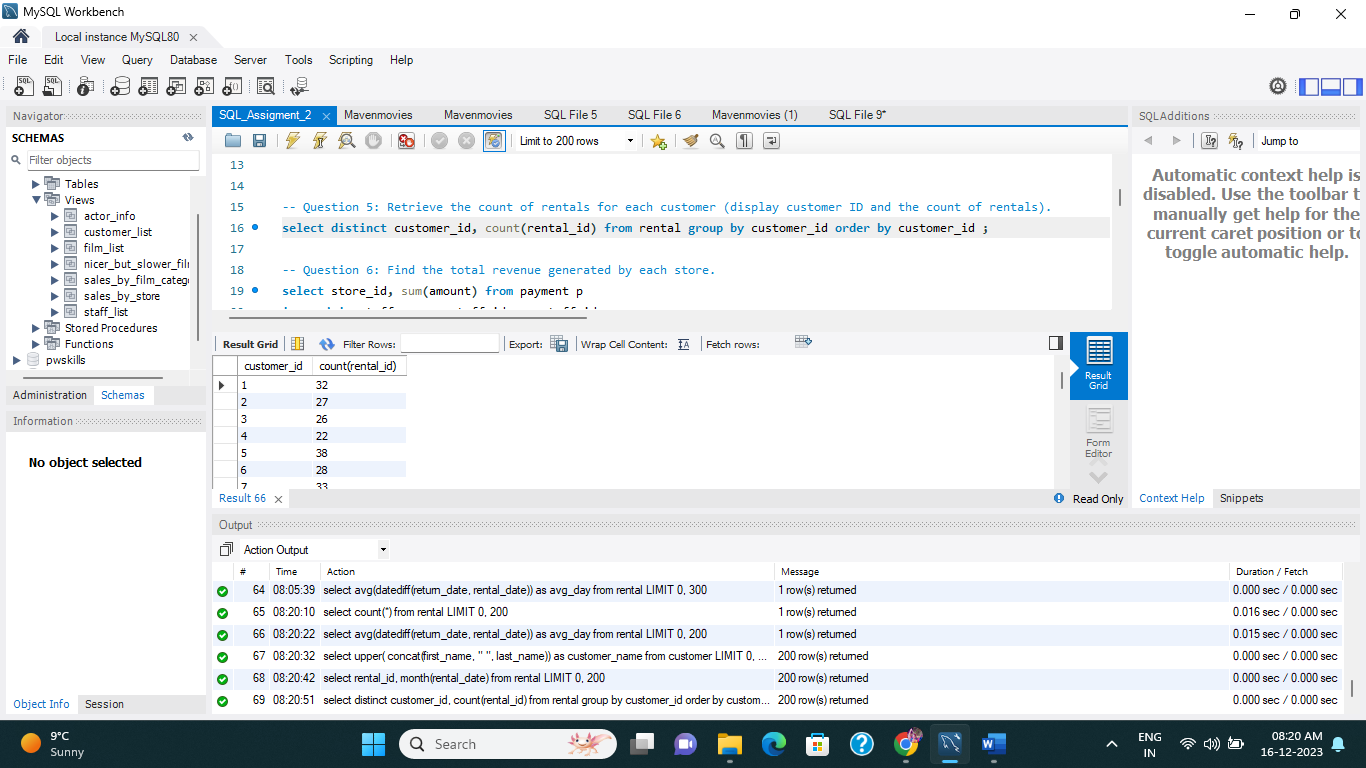 MySQL Workbench
Local instance MySQL80
File Edit View Query Database Server Tools Scripting Help
Navigator
SCHEMAS
Filter objects
Tables
Views
actor_info
customer_list
film_list
nicer_but_slower_fil
sales_by_film_categ
sales_by_store
staff_list
Stored Procedures
Functions
pwskills
Administration Schemas
Information
No object selected
Object Info Session
SQL_Assigment_2 Mavenmovies Mavenmovies SQL File 5 SQL File 6 Mavenmovies (1) SQL File 9*
Limit to 200 rows
13
14
15 -- Question 5: Retrieve the count of rentals for each customer (display customer ID and the count of rentals).
16 select distinct customer_id, count(rental_id) from rental group by customer_id order by customer_id ;
17
18 -- Question 6: Find the total revenue generated by each store.
19 select store_id, sum(amount) from payment p
Result Grid Filter Rows: Export: Wrap Cell Content: Fetch rows:
customer_id count(rental_id)
1 32
2 27
3 26
4 22
5 38
6 28
7 33
Result Grid
Form Editor
Result 66
Read Only
SQLAdditions
Jump to
Automatic context help is
disabled. Use the toolbar t
manually get help for the
current caret position or to
toggle automatic help.
Context Help Snippets
Output
Action Output
# Time Action Message Duration / Fetch
64 08:05:39 select avg(datediff(return_date, rental_date)) as avg_day from rental LIMIT 0, 300 1 row(s) returned 0.000 sec / 0.000 sec
65 08:20:10 select count(*) from rental LIMIT 0, 200 1 row(s) returned 0.016 sec / 0.000 sec
66 08:20:22 select avg(datediff(return_date, rental_date)) as avg_day from rental LIMIT 0, 200 1 row(s) returned 0.015 sec / 0.000 sec
67 08:20:32 select upper( concat(first_name, " ", last_name)) as customer_name from customer LIMIT 0, ... 200 row(s) returned 0.000 sec / 0.000 sec
68 08:20:42 select rental_id, month(rental_date) from rental LIMIT 0, 200 200 row(s) returned 0.000 sec / 0.000 sec
69 08:20:51 select distinct customer_id, count(rental_id) from rental group by customer_id order by custom... 200 row(s) returned 0.000 sec / 0.000 sec
9°C
Sunny
Search
ENG
IN
08:20 AM
16-12-2023